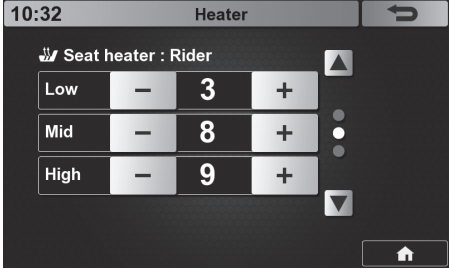 10:32 Heater
Seat heater : Rider
Low − 3 +
Mid − 8 +
High − 9 +